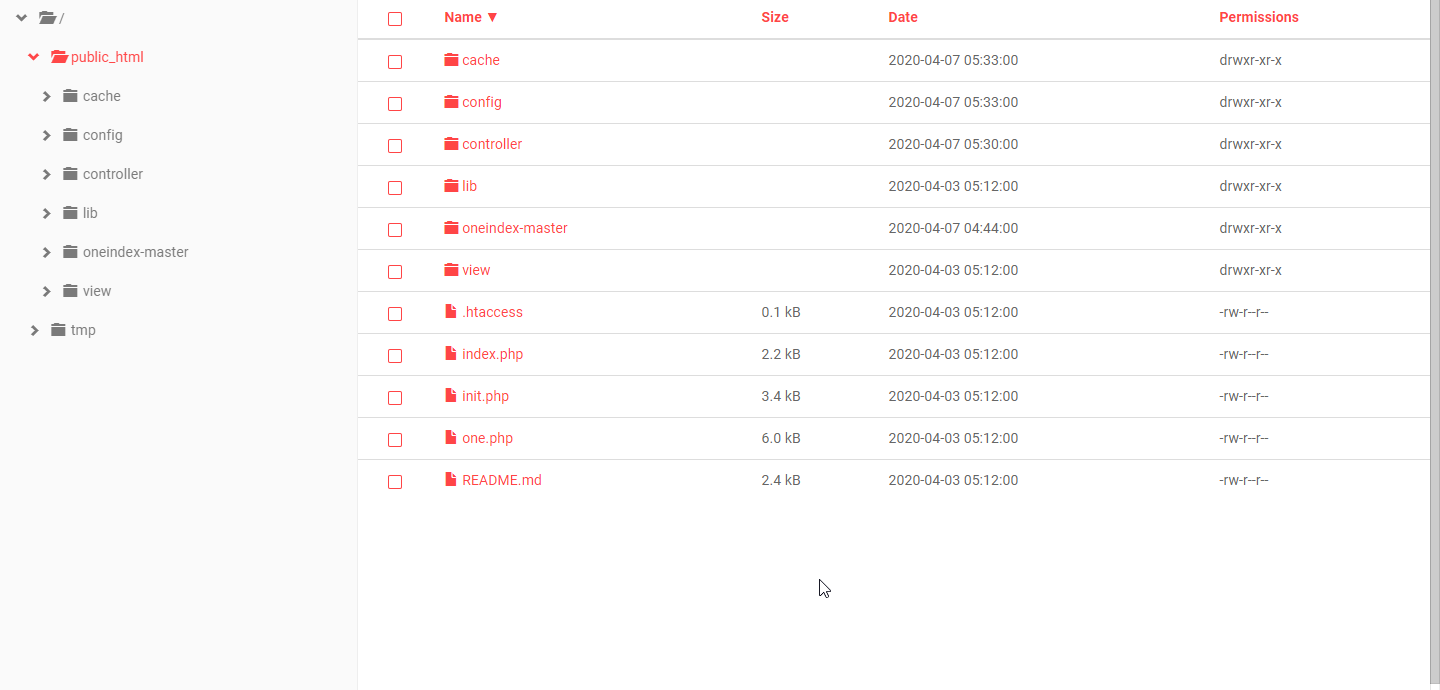 /
public_html
cache
config
controller
lib
oneindex-master
view
tmp
Name ▼ Size Date Permissions
cache 2020-04-07 05:33:00 drwxr-xr-x
config 2020-04-07 05:33:00 drwxr-xr-x
controller 2020-04-07 05:30:00 drwxr-xr-x
lib 2020-04-03 05:12:00 drwxr-xr-x
oneindex-master 2020-04-07 04:44:00 drwxr-xr-x
view 2020-04-03 05:12:00 drwxr-xr-x
.htaccess 0.1 kB 2020-04-03 05:12:00 -rw-r--r--
index.php 2.2 kB 2020-04-03 05:12:00 -rw-r--r--
init.php 3.4 kB 2020-04-03 05:12:00 -rw-r--r--
one.php 6.0 kB 2020-04-03 05:12:00 -rw-r--r--
README.md 2.4 kB 2020-04-03 05:12:00 -rw-r--r--